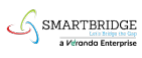 SMARTBRIDGE
Let's Bridge the Gap
a Veranda Enterprise